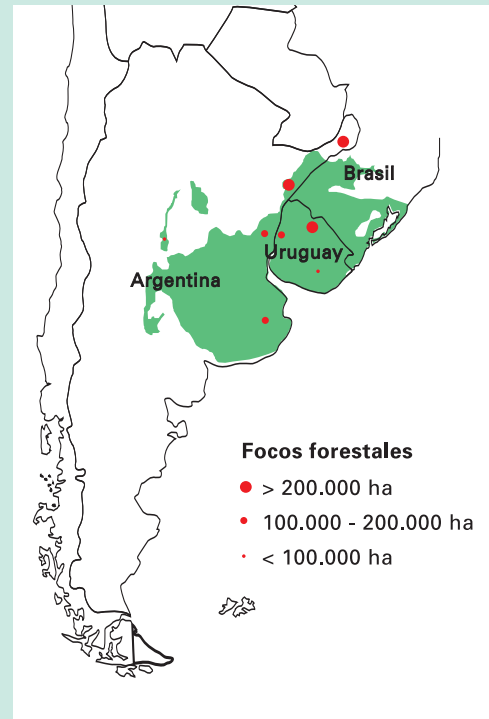 Brasil
Uruguay
Argentina
Focos forestales
> 200.000 ha
100.000 - 200.000 ha
< 100.000 ha